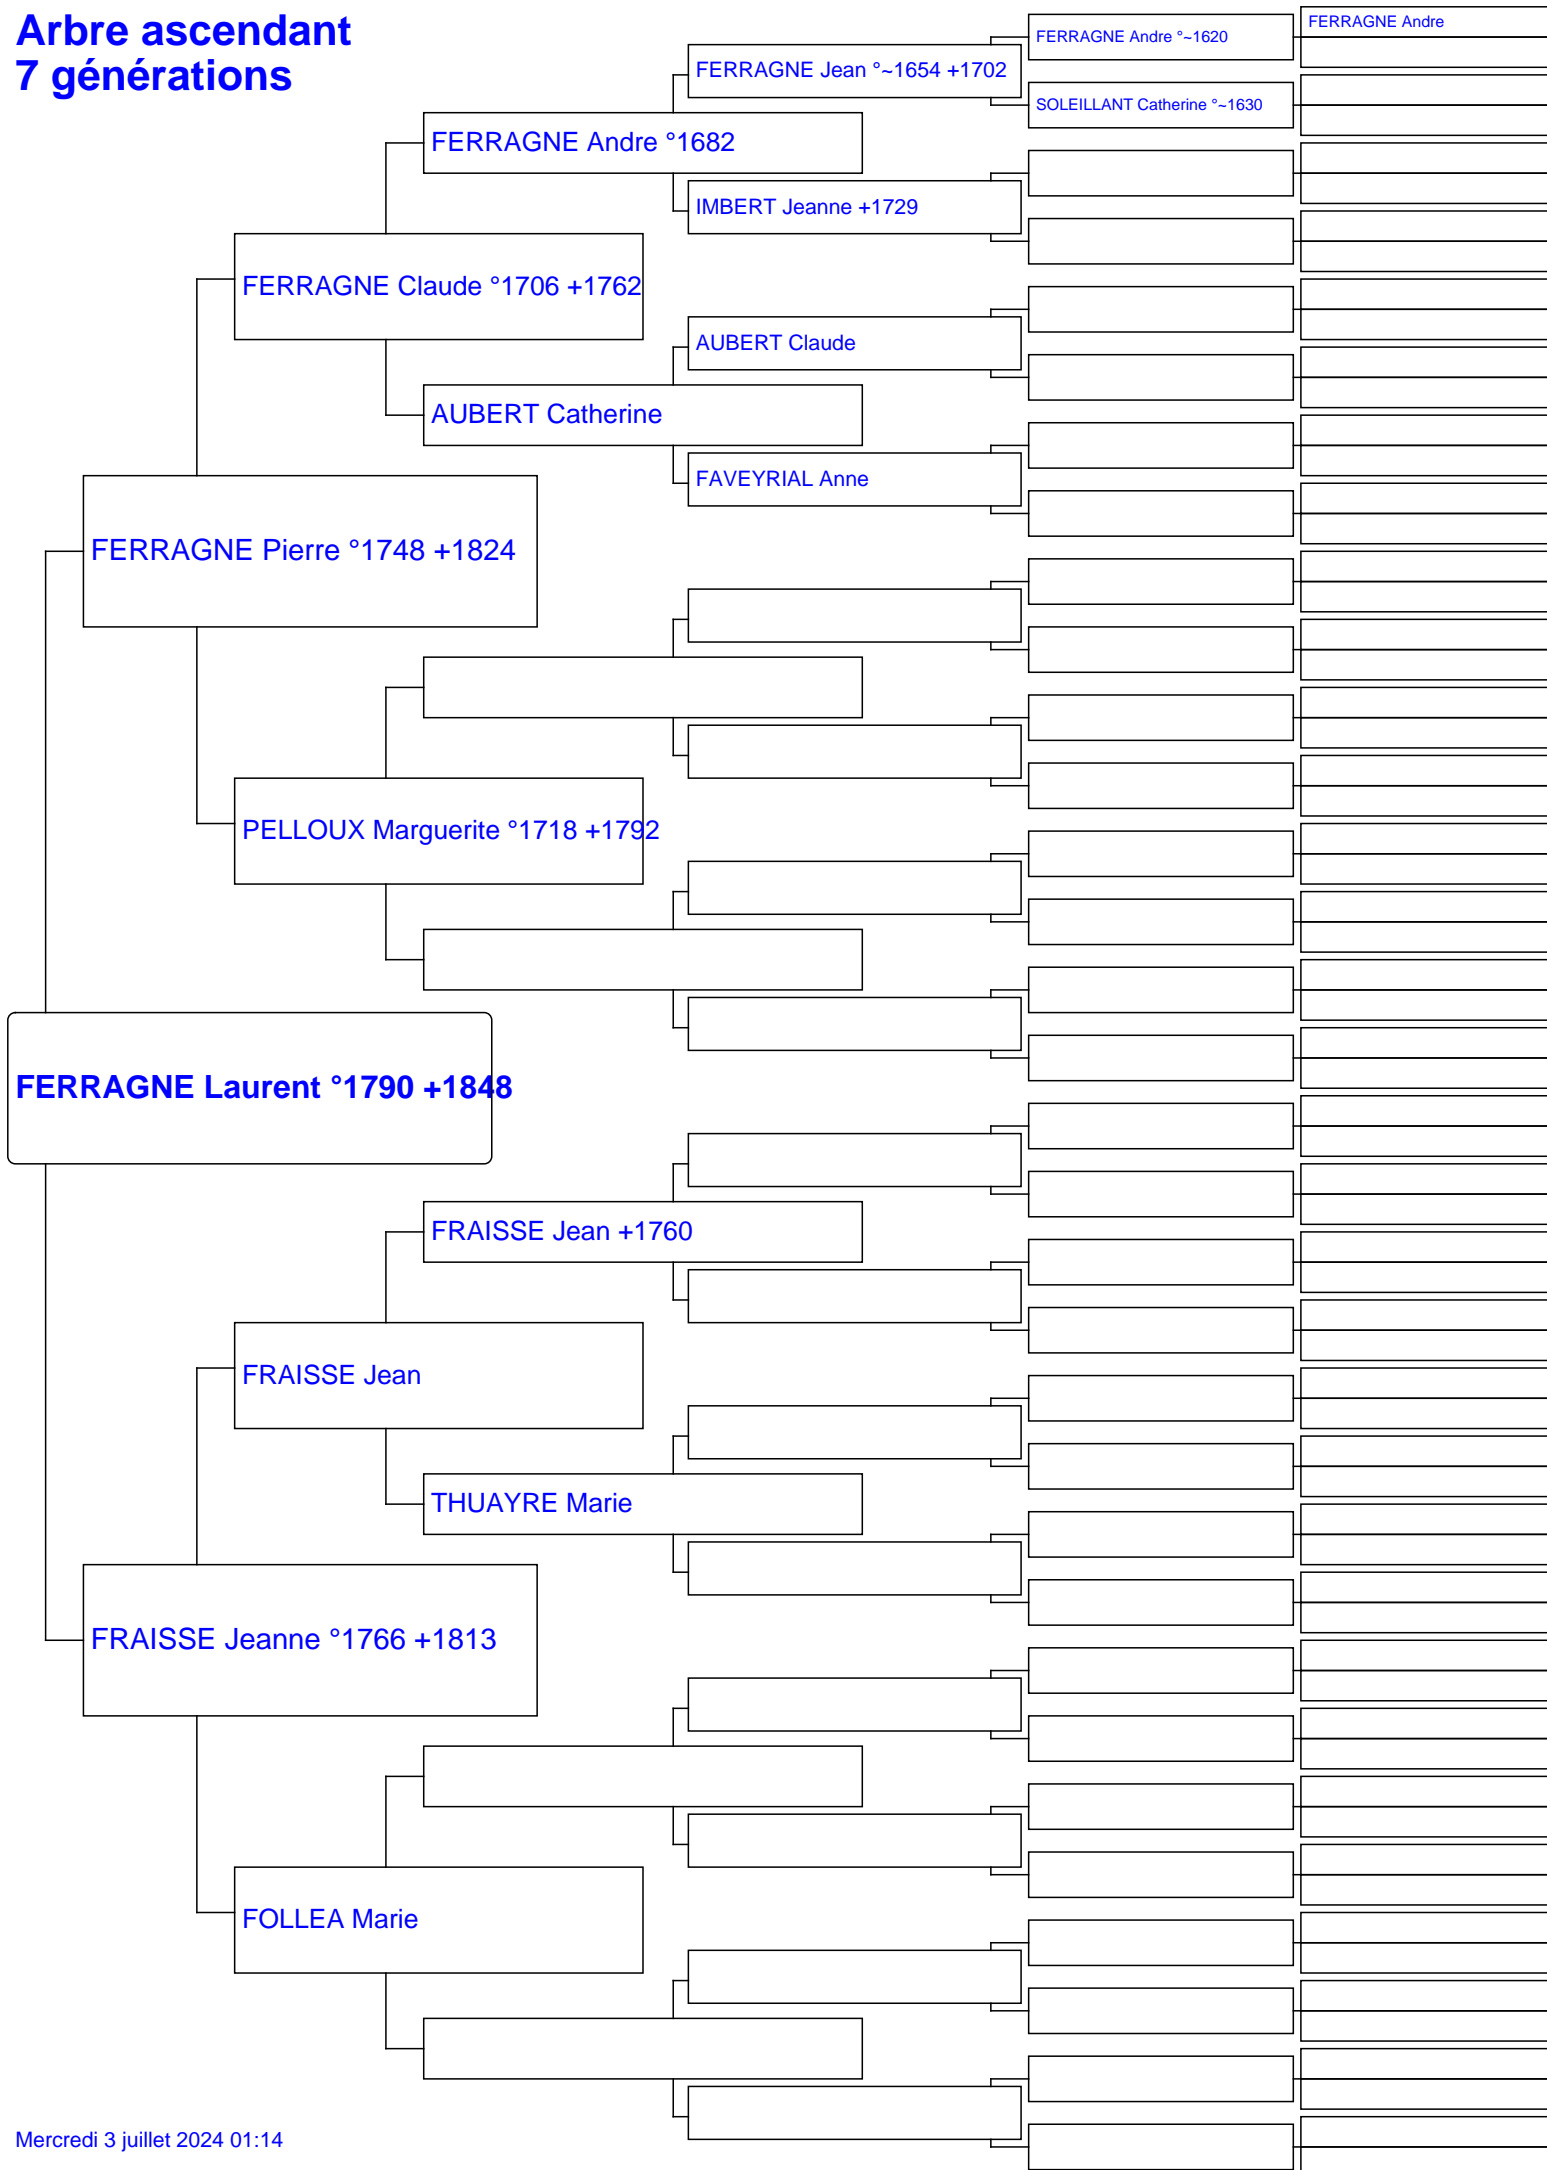 Arbre ascendant
7 générations
FERRAGNE Andre
FERRAGNE Andre °~1620
FERRAGNE Jean °~1654 +1702
SOLEILLANT Catherine °~1630
FERRAGNE Andre °1682
IMBERT Jeanne +1729
FERRAGNE Claude °1706 +1762
AUBERT Claude
AUBERT Catherine
FAVEYRIAL Anne
FERRAGNE Pierre °1748 +1824
PELLOUX Marguerite °1718 +1792
FERRAGNE Laurent °1790 +1848
FRAISSE Jean +1760
FRAISSE Jean
THUAYRE Marie
FRAISSE Jeanne °1766 +1813
FOLLEA Marie
Mercredi 3 juillet 2024 01:14